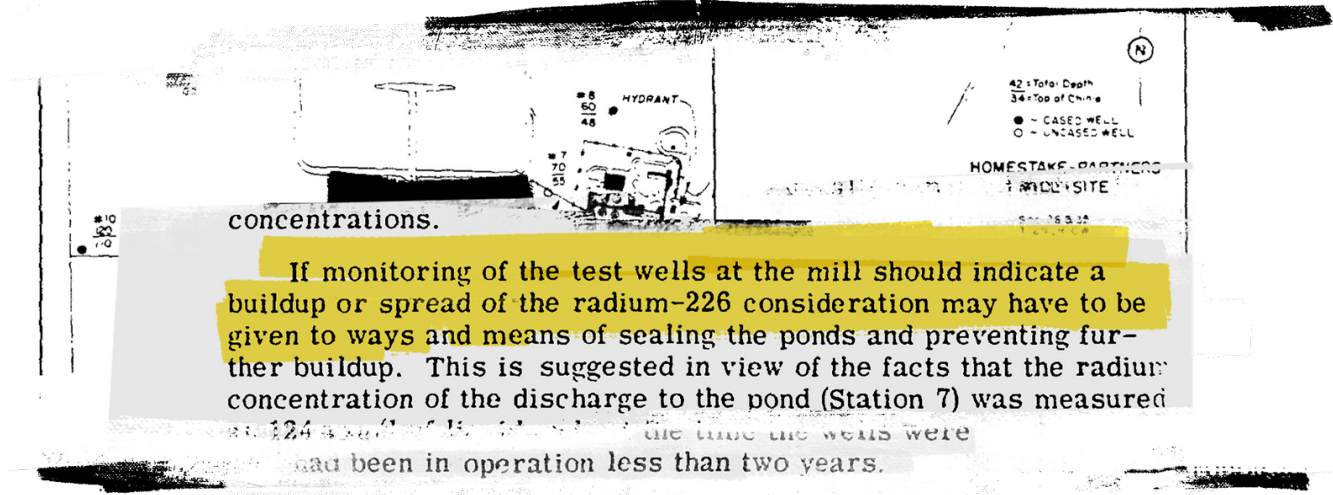 #8
60
48
HYDRANT
N
42 = Total Depth
34 = Top of Chinle
● - CASED WELL
○ - UNCASED WELL
#7
70
55
HOMESTAKE-PARTNERS
SITE
#10
concentrations.
If monitoring of the test wells at the mill should indicate a
buildup or spread of the radium-226 consideration may have to be
given to ways and means of sealing the ponds and preventing fur-
ther buildup. This is suggested in view of the facts that the radium
concentration of the discharge to the pond (Station 7) was measured
124 the time the wells were
had been in operation less than two years.